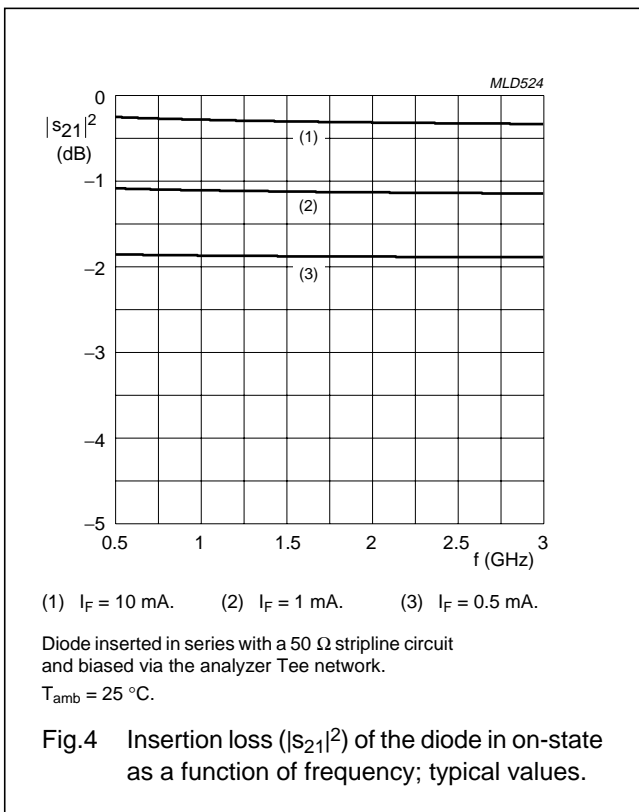 MLD524
0
|s21|2
(dB)
(1)
−1
(2)
−2
(3)
−3
−4
−5
0.5 1 1.5 2 2.5 3
f (GHz)
(1) IF = 10 mA. (2) IF = 1 mA. (3) IF = 0.5 mA.
Diode inserted in series with a 50 Ω stripline circuit
and biased via the analyzer Tee network.
Tamb = 25 °C.
Fig.4 Insertion loss (|s21|2) of the diode in on-state
as a function of frequency; typical values.